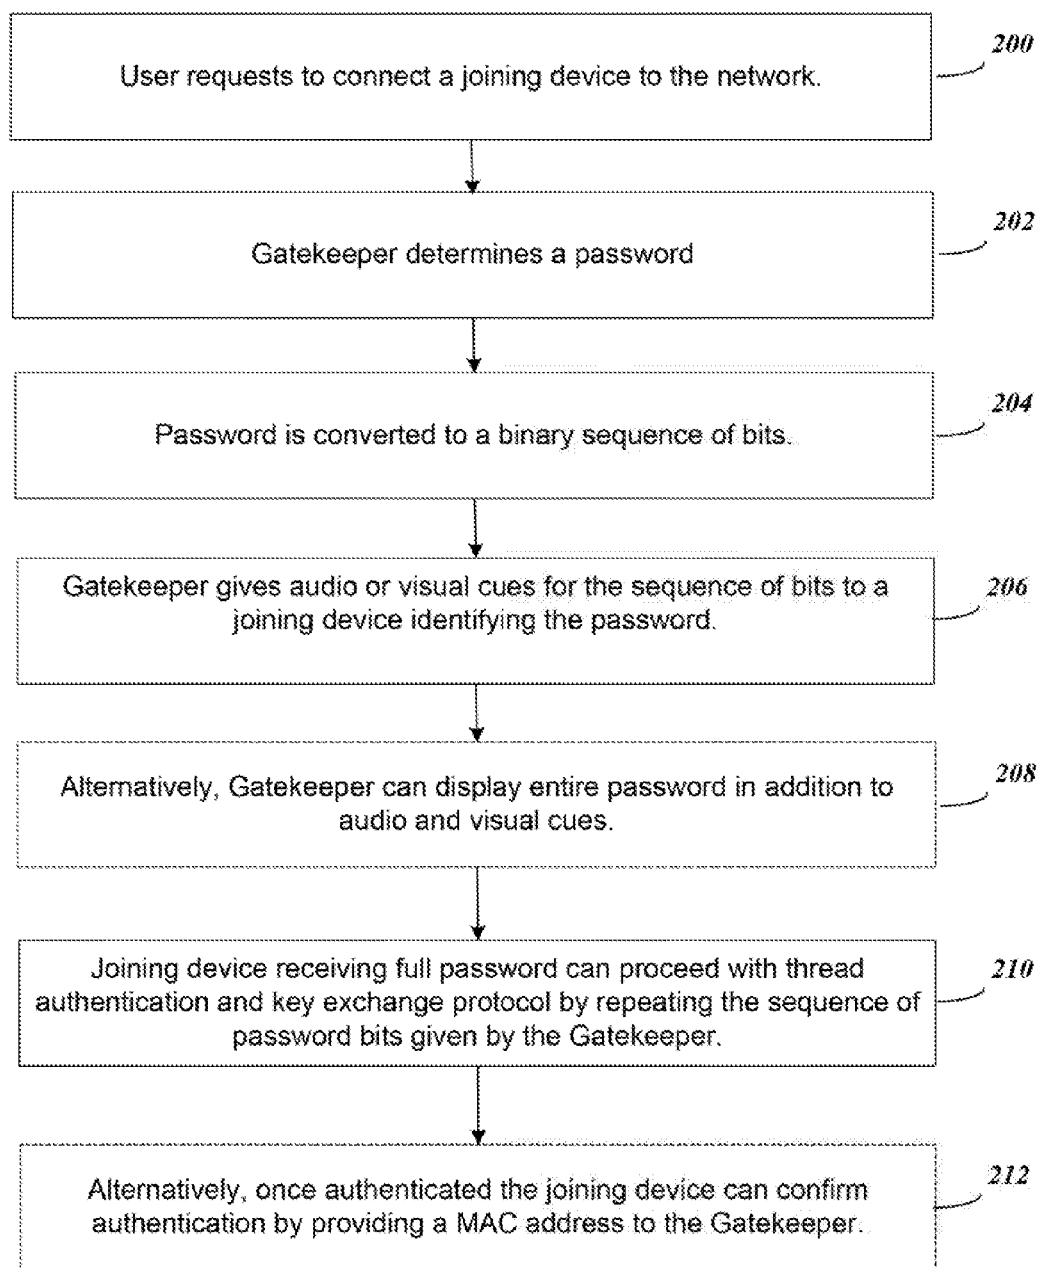 200
User requests to connect a joining device to the network.
202
Gatekeeper determines a password
204
Password is converted to a binary sequence of bits.
206
Gatekeeper gives audio or visual cues for the sequence of bits to a
joining device identifying the password.
208
Alternatively, Gatekeeper can display entire password in addition to
audio and visual cues.
210
Joining device receiving full password can proceed with thread
authentication and key exchange protocol by repeating the sequence of
password bits given by the Gatekeeper.
212
Alternatively, once authenticated the joining device can confirm
authentication by providing a MAC address to the Gatekeeper.